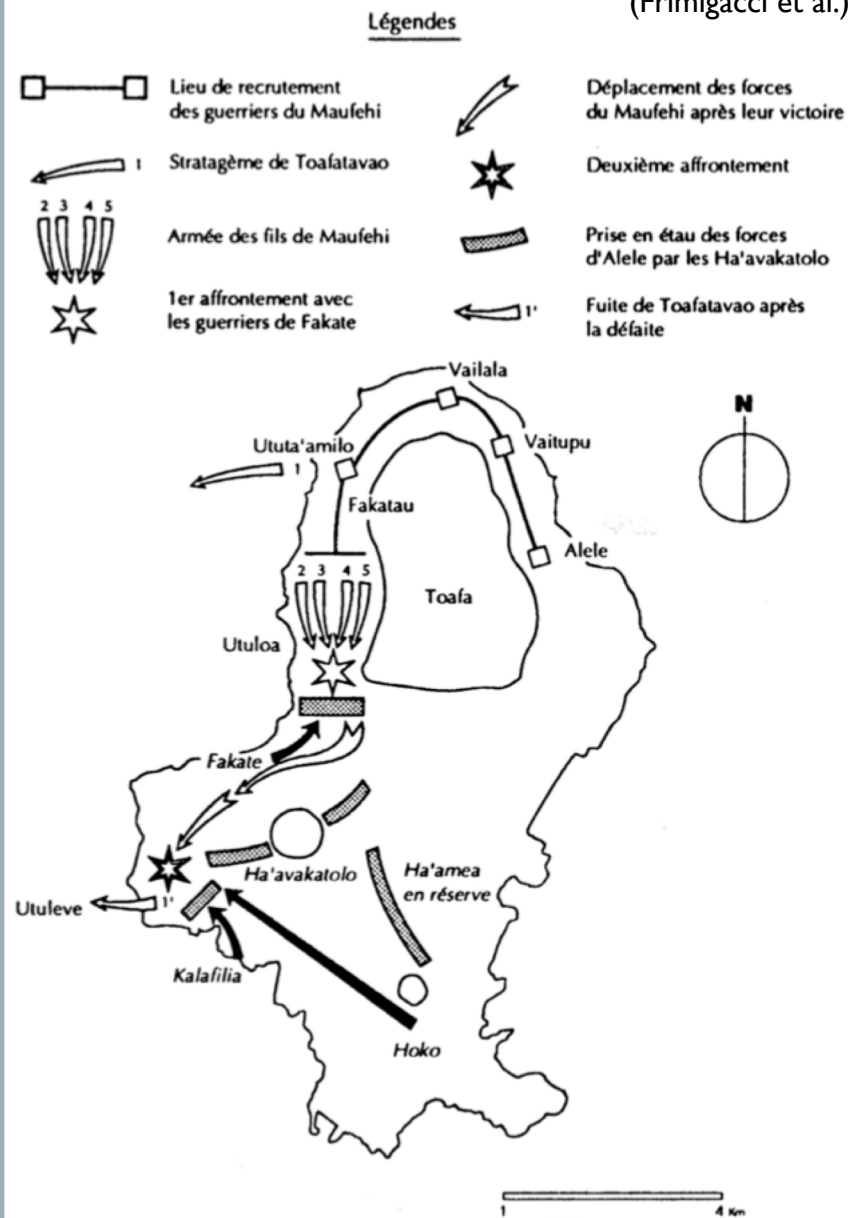 (Frimigacci et al.)
Légendes
Lieu de recrutement
des guerriers du Maufehi
1 Stratagème de Toafatavao
2 3 4 5
Armée des fils de Maufehi
1er affrontement avec
les guerriers de Fakate
Déplacement des forces
du Maufehi après leur victoire
Deuxième affrontement
Prise en étau des forces
d'Alele par les Ha'avakatolo
1' Fuite de Toafatavao après
la défaite
Vailala
N
Ututa'amilo
Vaitupu
1
Fakatau
Alele
2 3 4 5
Toafa
Utuloa
Fakate
Ha'avakatolo
Ha'amea
en réserve
Utuleve
1'
Kalafilia
Hoko
1 4 Km